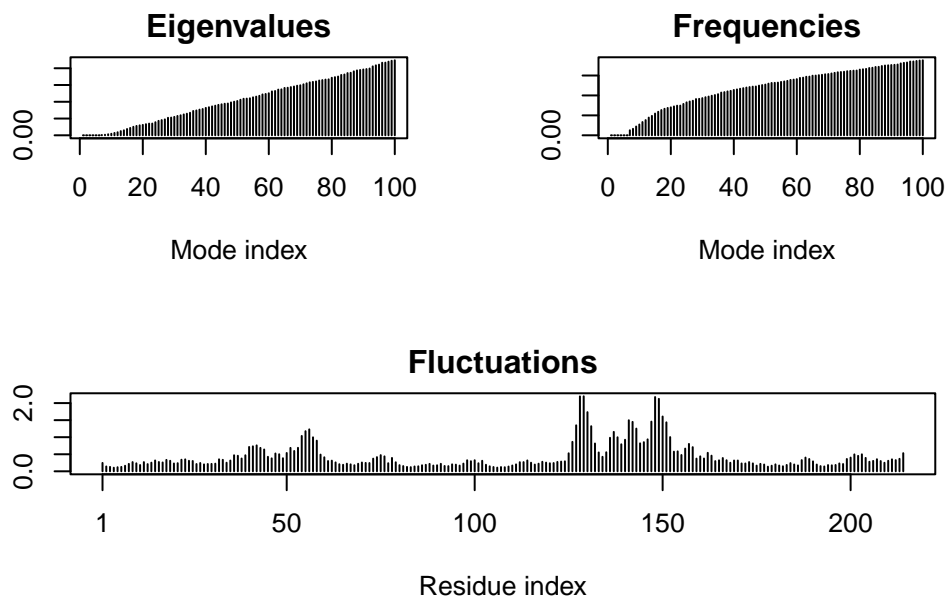 Eigenvalues
0.00
0 20 40 60 80 100
Mode index
Frequencies
0.00
0 20 40 60 80 100
Mode index
Fluctuations
2.0
0.0
1 50 100 150 200
Residue index